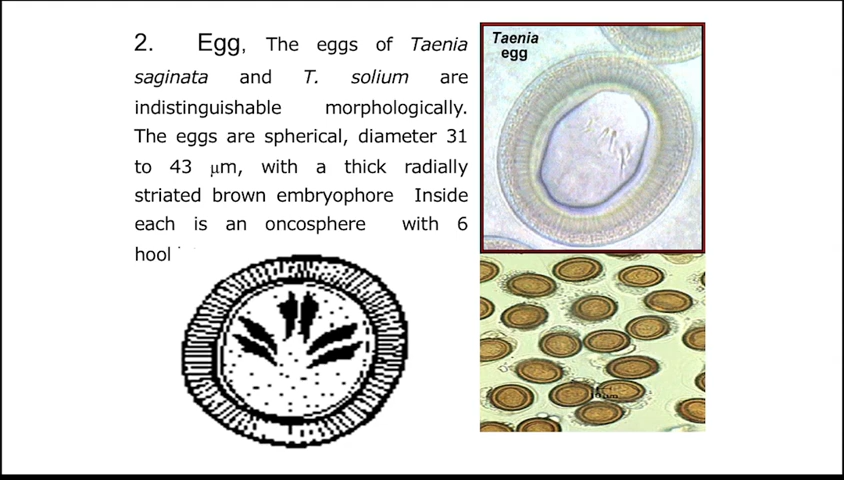 2. Egg, The eggs of Taenia
saginata and T. solium are
indistinguishable morphologically.
The eggs are spherical, diameter 31
to 43 μm, with a thick radially
striated brown embryophore Inside
each is an oncosphere with 6
Taenia
egg